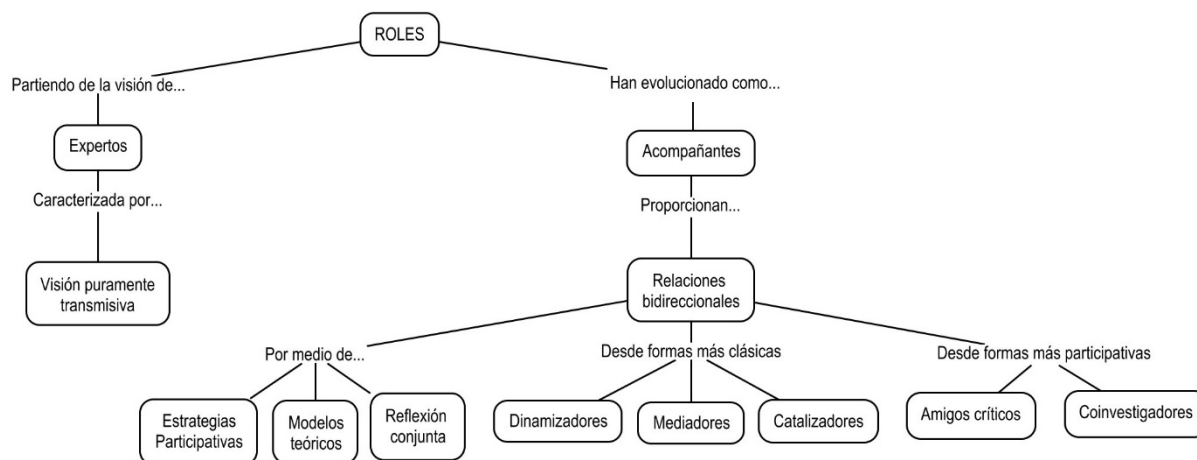 ROLES
Partiendo de la visión de...
Han evolucionado como...
Expertos
Acompañantes
Caracterizada por...
Proporcionan...
Visión puramente
transmisiva
Relaciones
bidireccionales
Por medio de...
Desde formas más clásicas
Desde formas más participativas
Estrategias
Participativas
Modelos
teóricos
Reflexión
conjunta
Dinamizadores
Mediadores
Catalizadores
Amigos críticos
Coinvestigadores